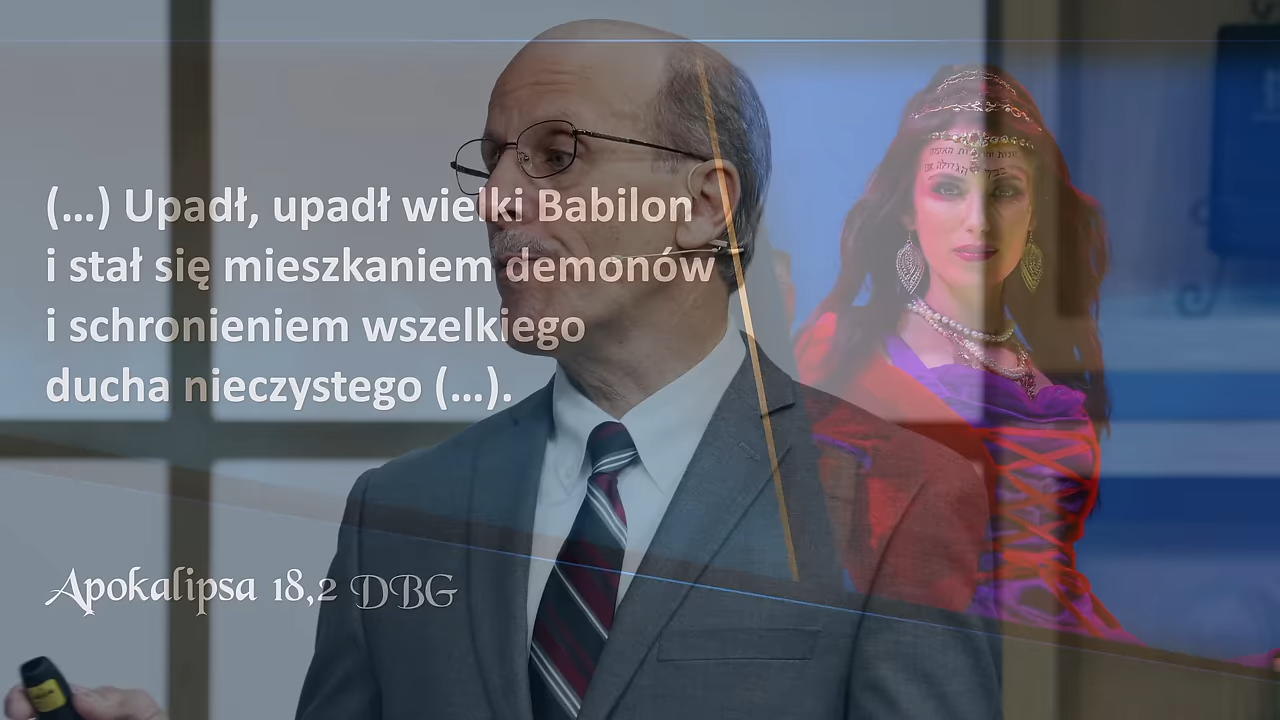 (...) Upadł, upadł wielki Babilon
i stał się mieszkaniem demonów
i schronieniem wszelkiego
ducha nieczystego (...).
Apokalipsa 18,2 DBG